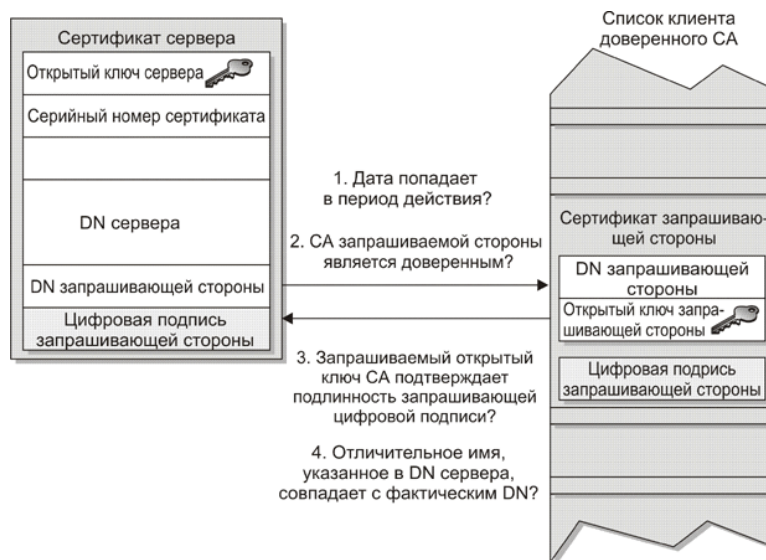 Сертификат сервера
Открытый ключ сервера
Серийный номер сертификата
DN сервера
DN запрашивающей стороны
Цифровая подпись
запрашивающей стороны
1. Дата попадает
в период действия?
2. CA запрашиваемой стороны
является доверенным?
3. Запрашиваемый открытый
ключ CA подтверждает
подлинность запрашивающей
цифровой подписи?
4. Отличительное имя,
указанное в DN сервера,
совпадает с фактическим DN?
Список клиента
доверенного CA
Сертификат запрашиваю-
щей стороны
DN запрашивающей
стороны
Открытый ключ запра-
шивающей стороны
Цифровая подрись
запрашивающей стороны